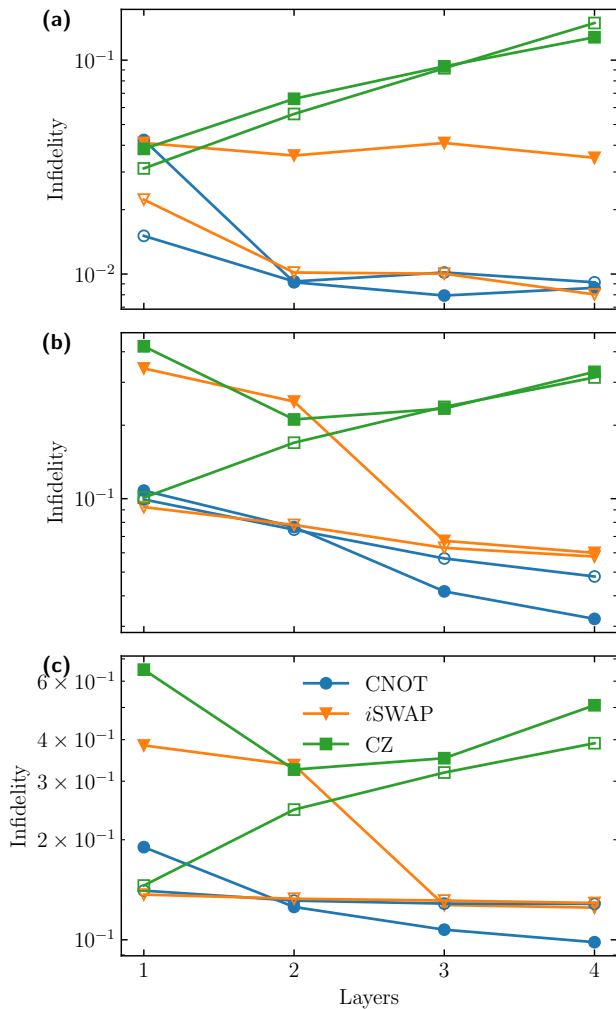 (a)
10⁻¹
10⁻²
Infidelity
(b)
10⁻¹
Infidelity
(c)
6 × 10⁻¹
4 × 10⁻¹
3 × 10⁻¹
2 × 10⁻¹
10⁻¹
Infidelity
CNOT
iSWAP
CZ
1 2 3 4
Layers